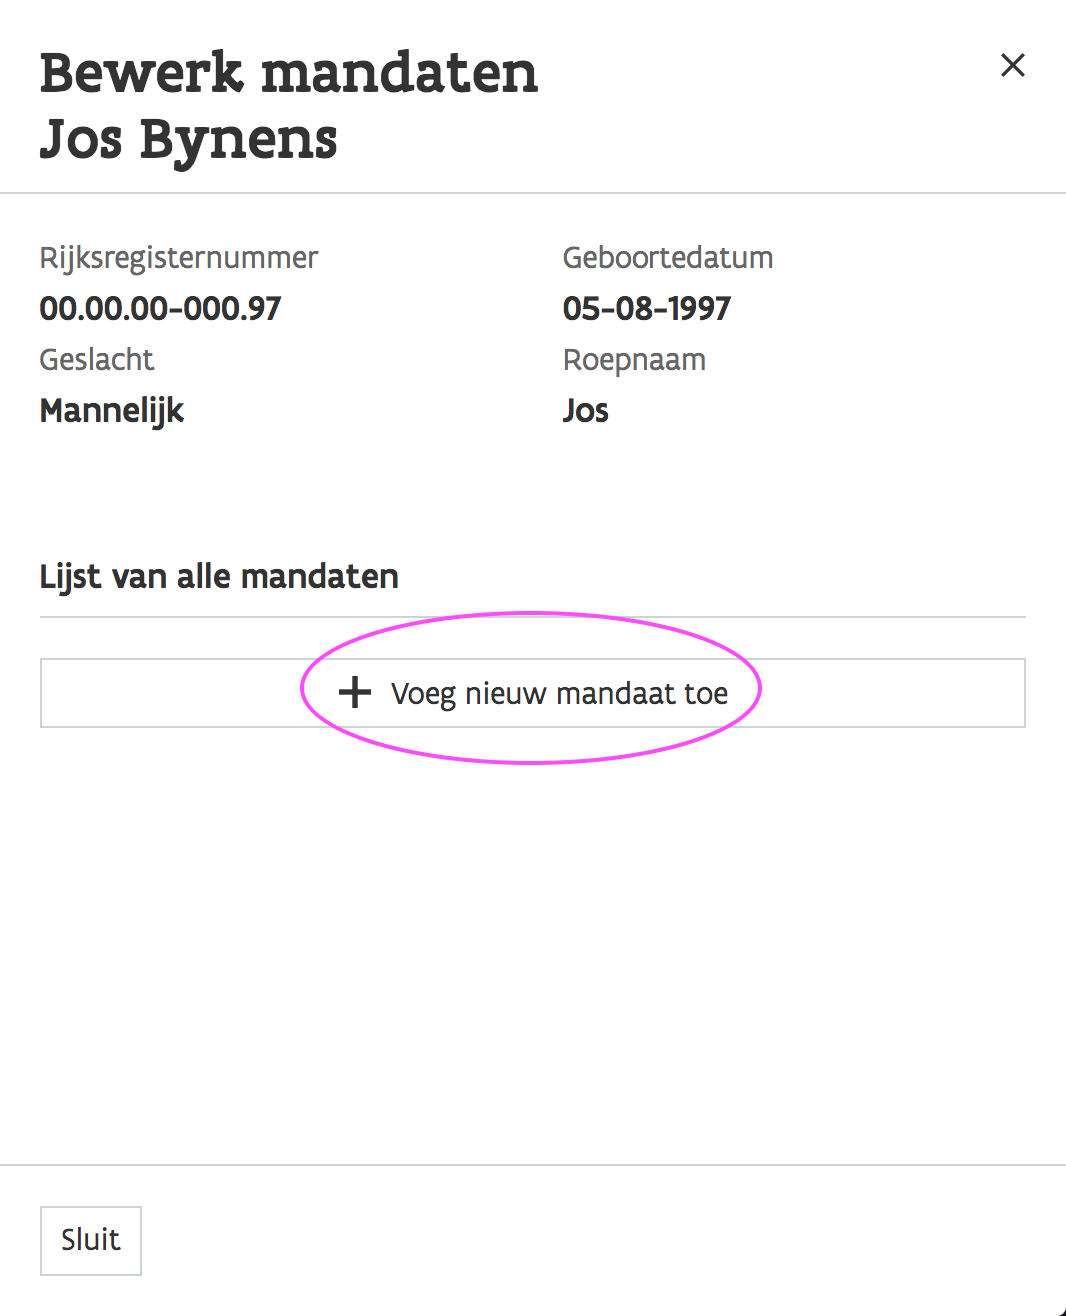 Bewerk mandaten
Jos Bynens
Rijksregisternummer
00.00.00-000.97
Geboortedatum
05-08-1997
Geslacht
Mannelijk
Roepnaam
Jos
Lijst van alle mandaten
Voeg nieuw mandaat toe
Sluit